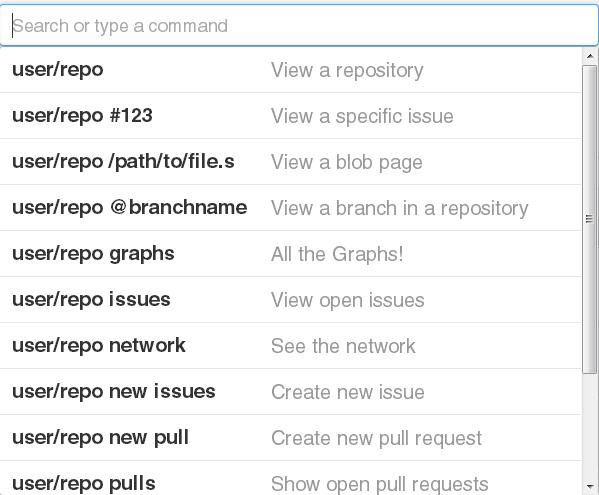 Search or type a command
user/repo View a repository
user/repo #123 View a specific issue
user/repo /path/to/file.s View a blob page
user/repo @branchname View a branch in a repository
user/repo graphs All the Graphs!
user/repo issues View open issues
user/repo network See the network
user/repo new issues Create new issue
user/repo new pull Create new pull request
user/repo pulls Show open pull requests